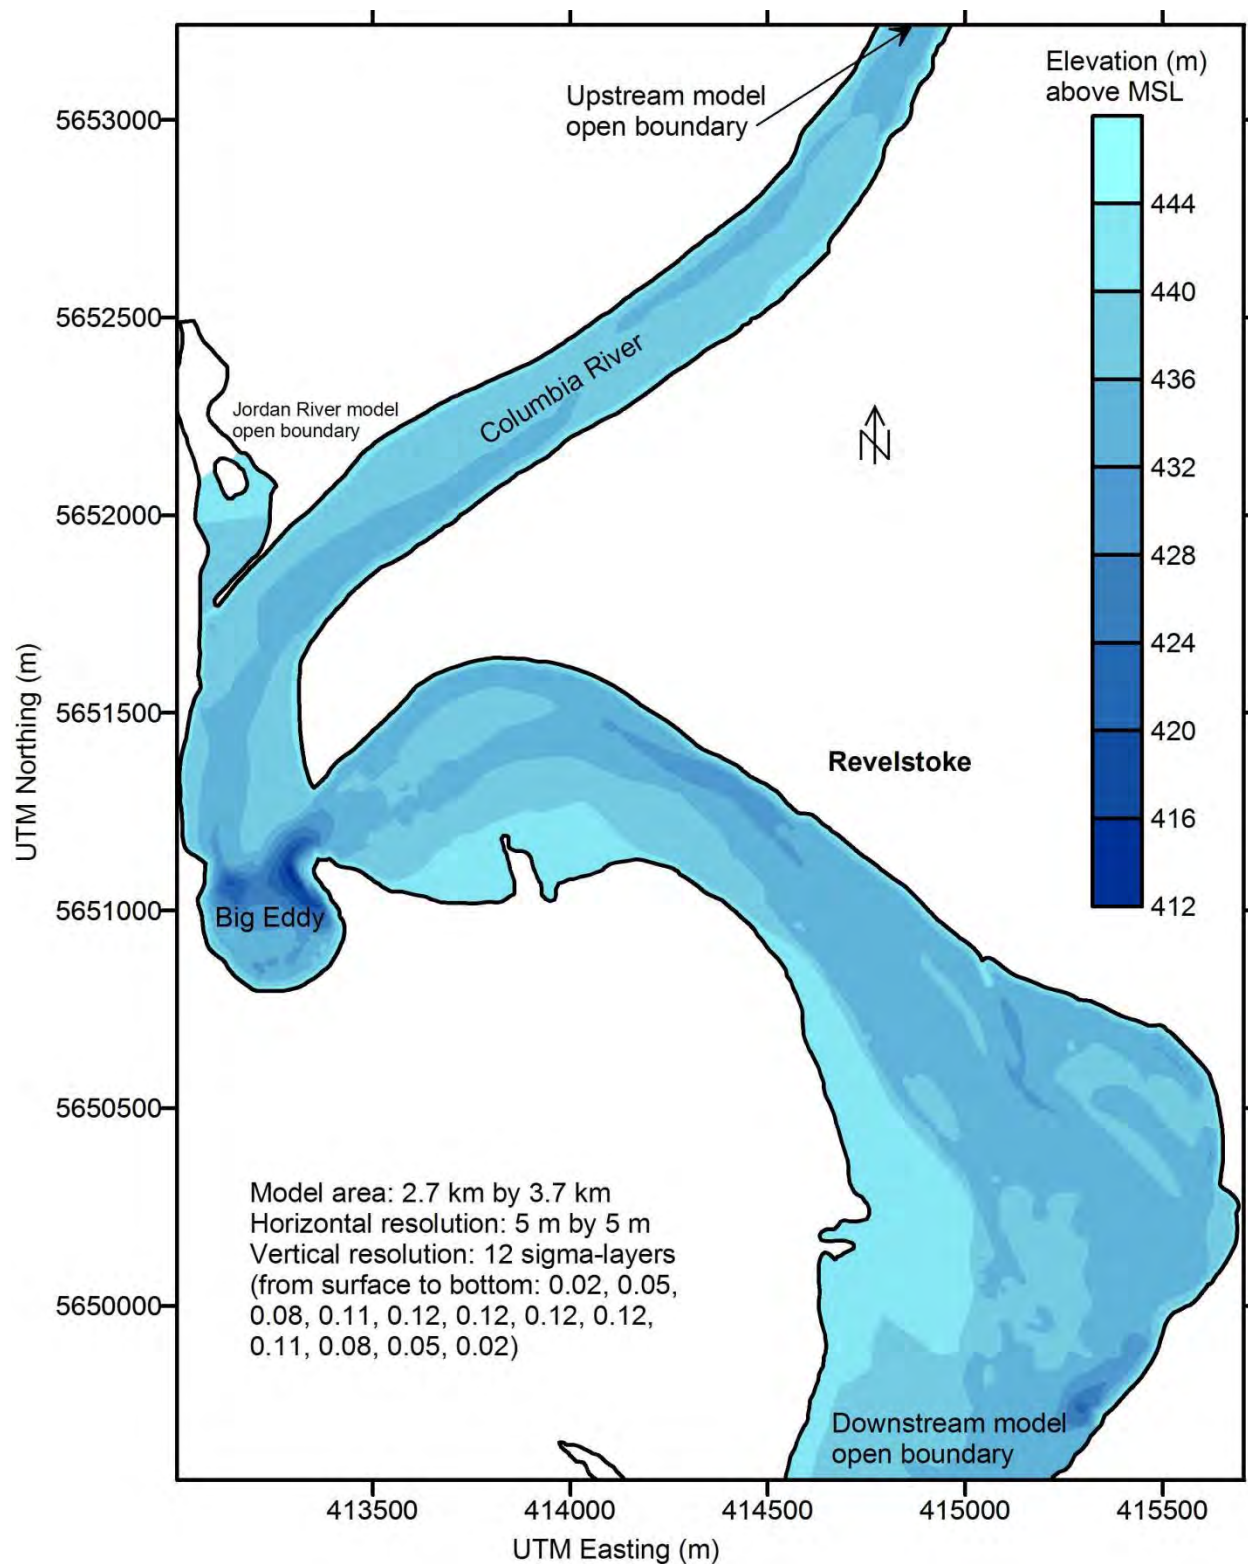 Elevation (m)
above MSL
Upstream model
open boundary
5653000
444
440
5652500
436
Columbia River
Jordan River model
open boundary
N
432
5652000
428
424
UTM Northing (m)
5651500
420
Revelstoke
416
5651000
Big Eddy
412
5650500
Model area: 2.7 km by 3.7 km
Horizontal resolution: 5 m by 5 m
Vertical resolution: 12 sigma-layers
(from surface to bottom: 0.02, 0.05,
0.08, 0.11, 0.12, 0.12, 0.12, 0.12,
0.11, 0.08, 0.05, 0.02)
5650000
Downstream model
open boundary
413500
414000
414500
415000
415500
UTM Easting (m)